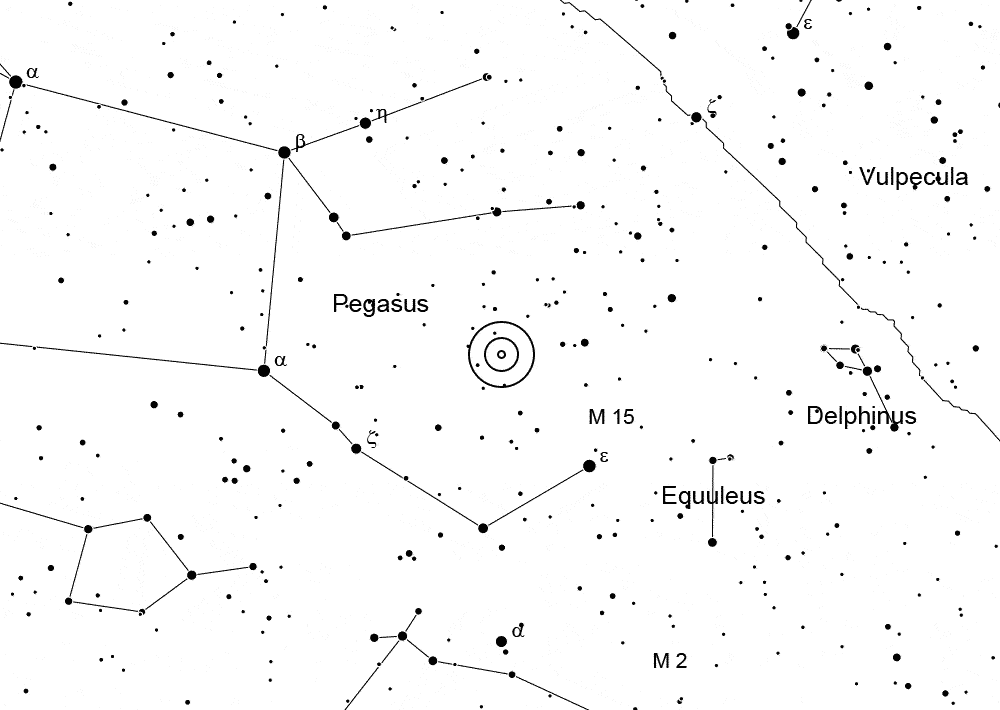 ε
α
ζ
η
β
Vulpecula
Pegasus
α
Delphinus
M 15
ζ
ε
Equuleus
α
M 2